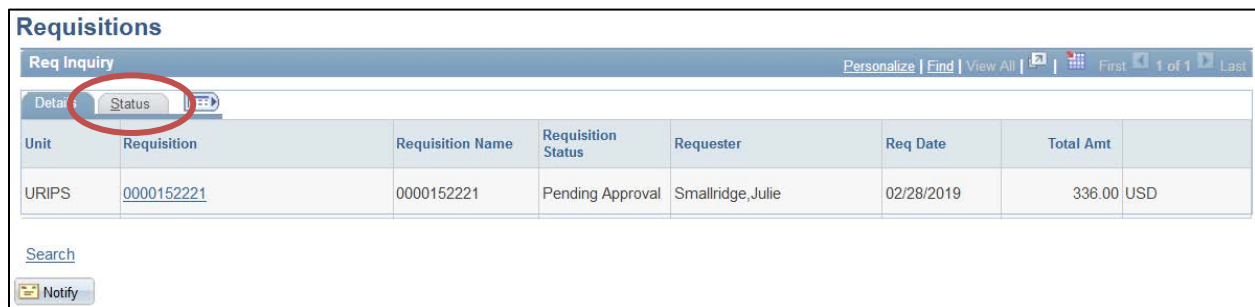 Requisitions
Req Inquiry Personalize | Find | View All | | First 1 of 1 Last
Details Status
Unit Requisition Requisition Name Requisition Status Requester Req Date Total Amt
URIPS 0000152221 0000152221 Pending Approval Smallridge,Julie 02/28/2019 336.00 USD
Search
Notify